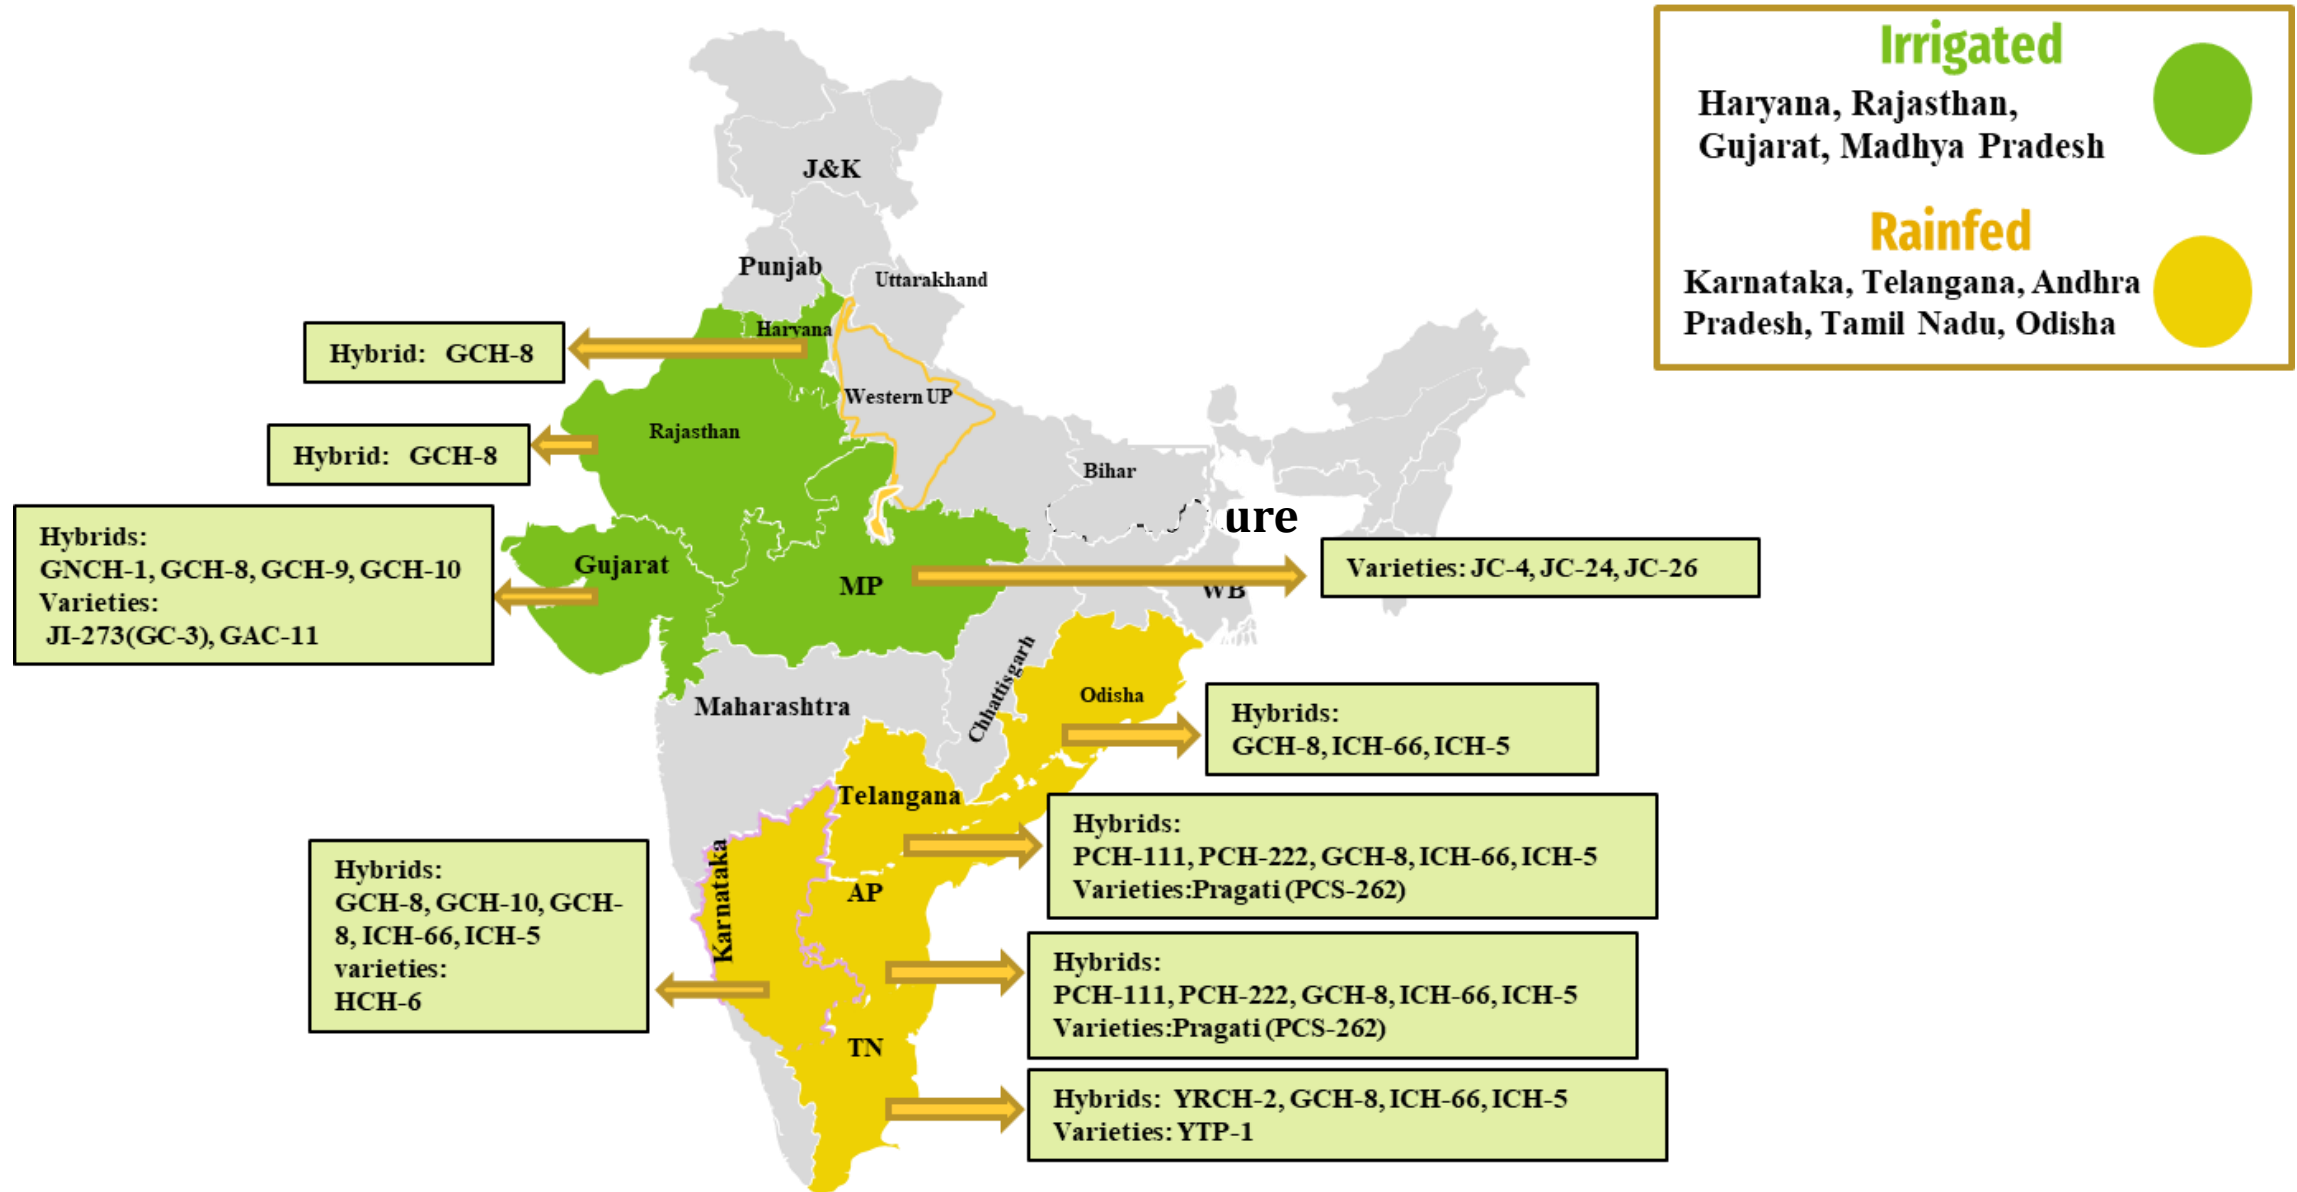 Irrigated
Haryana, Rajasthan,
Gujarat, Madhya Pradesh
Rainfed
Karnataka, Telangana, Andhra
Pradesh, Tamil Nadu, Odisha
J&K
Punjab
Uttarakhand
Haryana
Hybrid: GCH-8
Western UP
Rajasthan
Hybrid: GCH-8
Bihar
ure
Hybrids:
GNCH-1, GCH-8, GCH-9, GCH-10
Varieties:
JI-273(GC-3), GAC-11
Gujarat
MP
Varieties: JC-4, JC-24, JC-26
WB
Chhattisgarh
Odisha
Maharashtra
Hybrids:
GCH-8, ICH-66, ICH-5
Telangana
Hybrids:
PCH-111, PCH-222, GCH-8, ICH-66, ICH-5
Varieties:Pragati (PCS-262)
Karnataka
AP
Hybrids:
GCH-8, GCH-10, GCH-
8, ICH-66, ICH-5
varieties:
HCH-6
Hybrids:
PCH-111, PCH-222, GCH-8, ICH-66, ICH-5
Varieties:Pragati (PCS-262)
TN
Hybrids: YRCH-2, GCH-8, ICH-66, ICH-5
Varieties: YTP-1